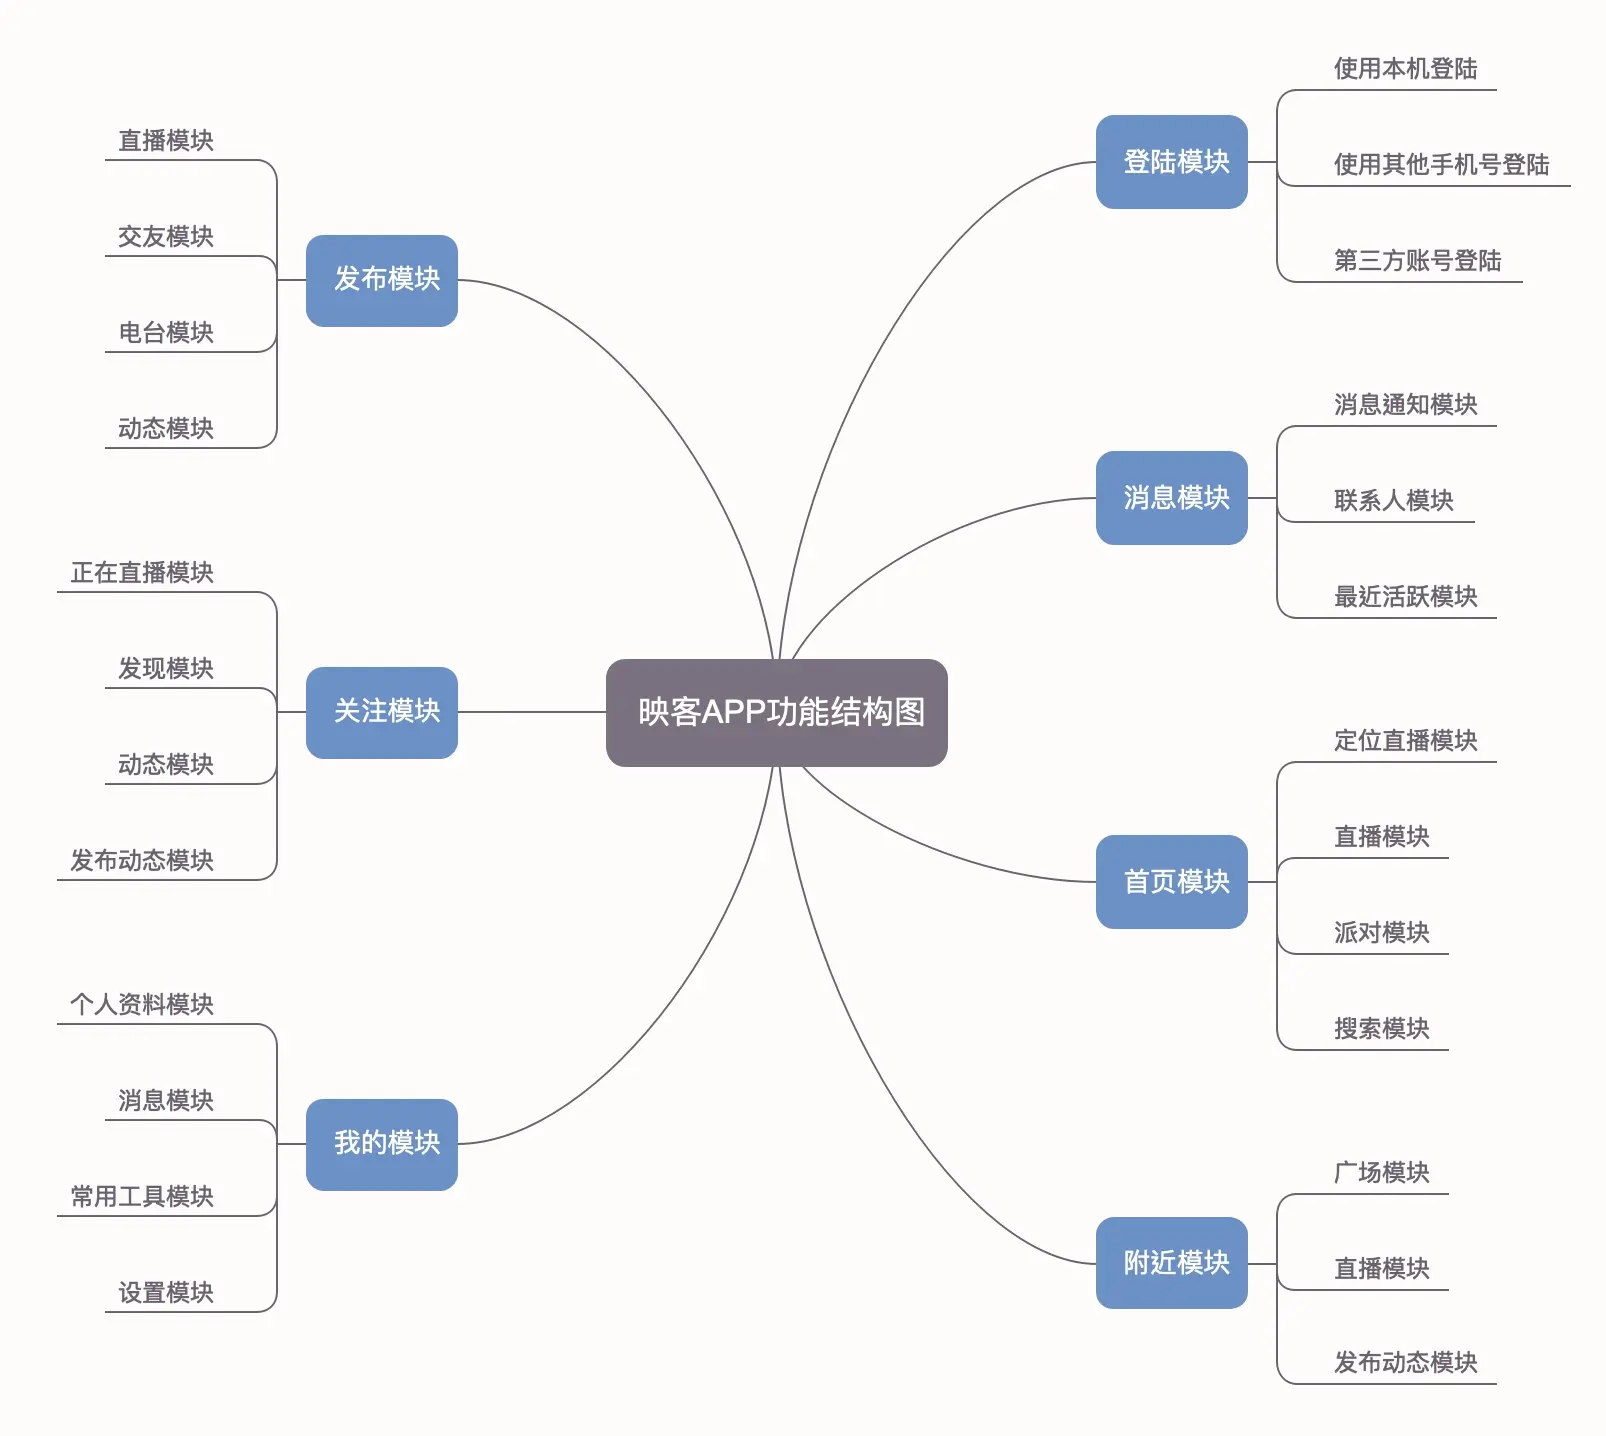 映客APP功能结构图
登陆模块
使用本机登陆
使用其他手机号登陆
第三方账号登陆
消息模块
消息通知模块
联系人模块
最近活跃模块
首页模块
定位直播模块
直播模块
派对模块
搜索模块
附近模块
广场模块
直播模块
发布动态模块
发布模块
直播模块
交友模块
电台模块
动态模块
关注模块
正在直播模块
发现模块
动态模块
发布动态模块
我的模块
个人资料模块
消息模块
常用工具模块
设置模块